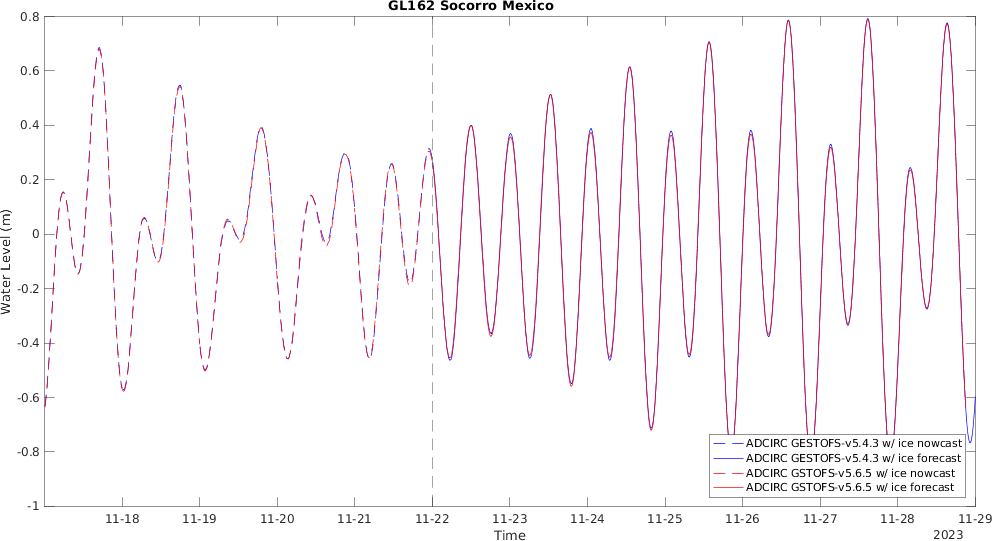 GL162 Socorro Mexico
0.8
0.6
0.4
0.2
0
-0.2
-0.4
-0.6
-0.8
-1
Water Level (m)
ADCIRC GESTOFS-v5.4.3 w/ ice nowcast
ADCIRC GESTOFS-v5.4.3 w/ ice forecast
ADCIRC GSTOFS-v5.6.5 w/ ice nowcast
ADCIRC GSTOFS-v5.6.5 w/ ice forecast
11-18 11-19 11-20 11-21 11-22 11-23 11-24 11-25 11-26 11-27 11-28 11-29
Time
2023